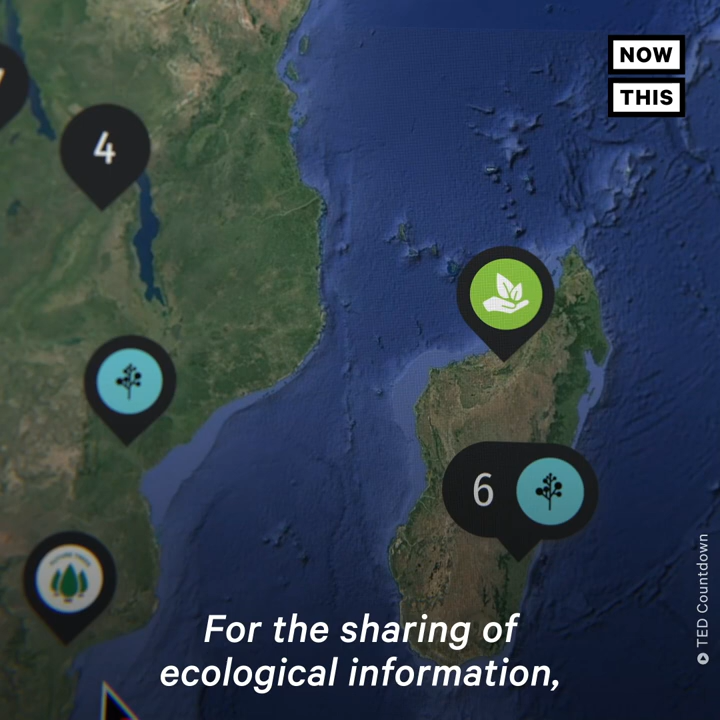 NOW
THIS
4
6
For the sharing of
ecological information,
TED Countdown